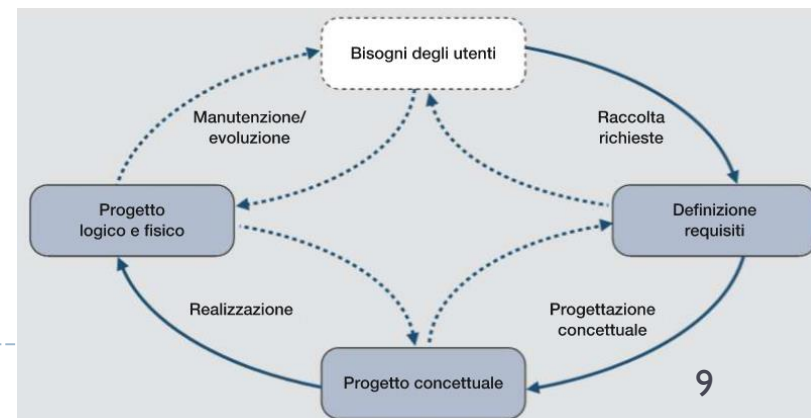 Bisogni degli utenti
Manutenzione/
evoluzione
Raccolta
richieste
Progetto
logico e fisico
Definizione
requisiti
Realizzazione
Progettazione
concettuale
Progetto concettuale
9